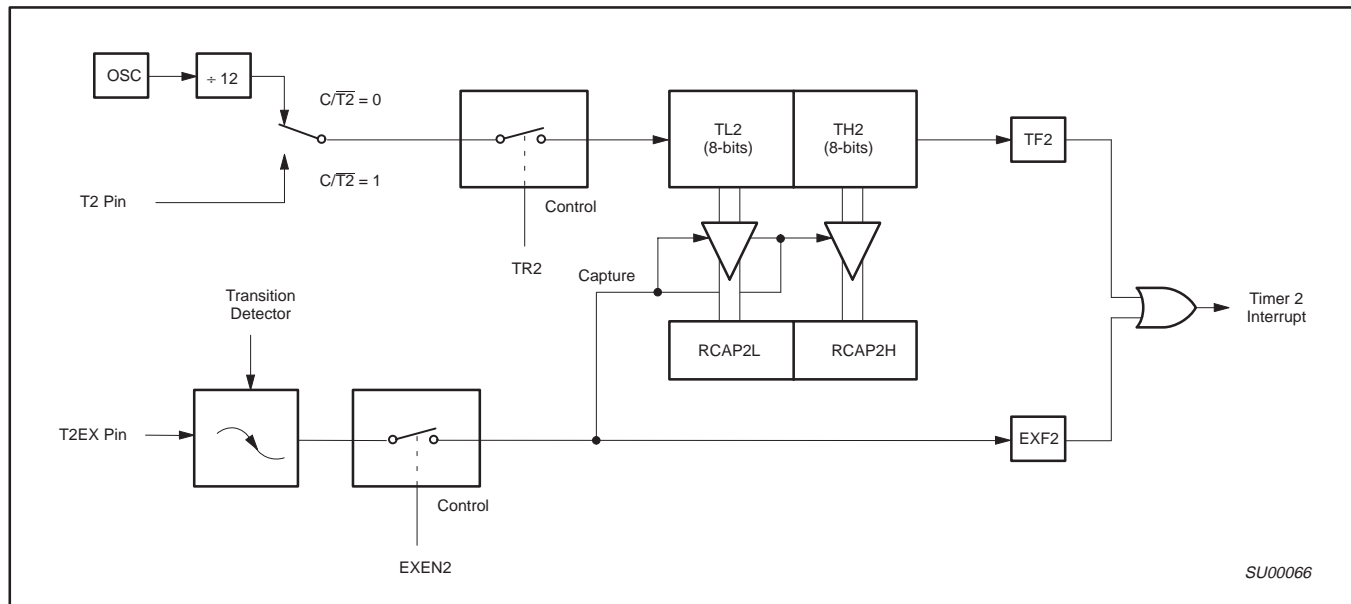 OSC
÷ 12
C/T2̅ = 0
C/T2̅ = 1
T2 Pin
Control
TR2
TL2
(8-bits)
TH2
(8-bits)
TF2
Capture
RCAP2L
RCAP2H
Timer 2
Interrupt
Transition
Detector
T2EX Pin
Control
EXEN2
EXF2
SU00066